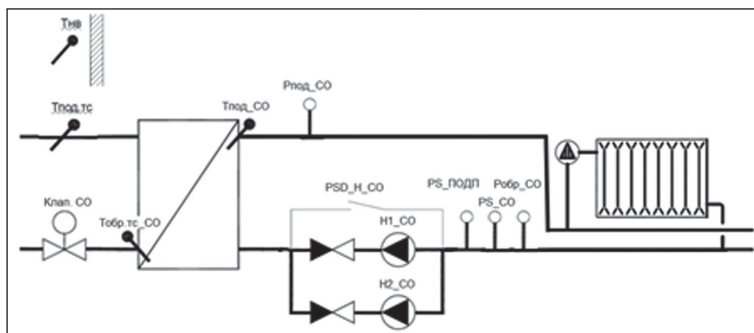 Тнв
Тпод.тс
Тпод_СО
Рпод_СО
Клап. СО
Тобр.тс_СО
PSD_Н_СО
Н1_СО
Н2_СО
PS_ПОДП
PS_СО
Робр_СО